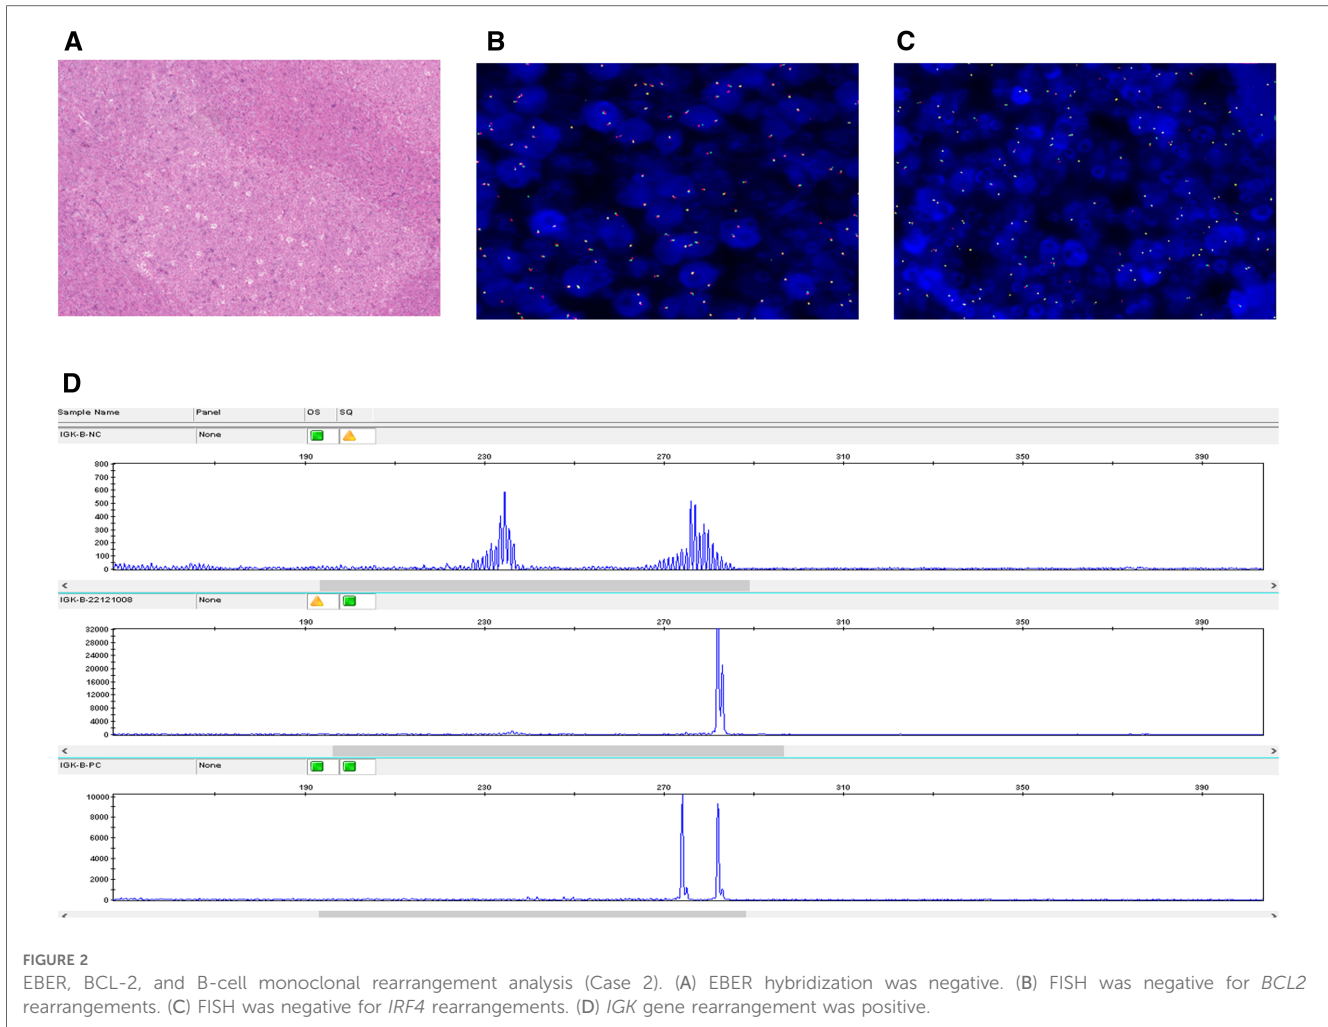 A
B
C
D
Sample Name Panel OS SQ
IGK-B-NC None
190 230 270 310 350 390
800
700
600
500
400
300
200
100
0
IGK-B-22121008 None
190 230 270 310 350 390
32000
28000
24000
20000
16000
12000
8000
4000
0
IGK-B-PC None
190 230 270 310 350 390
10000
8000
6000
4000
2000
0
FIGURE 2
EBER, BCL-2, and B-cell monoclonal rearrangement analysis (Case 2). (A) EBER hybridization was negative. (B) FISH was negative for BCL2
rearrangements. (C) FISH was negative for IRF4 rearrangements. (D) IGK gene rearrangement was positive.